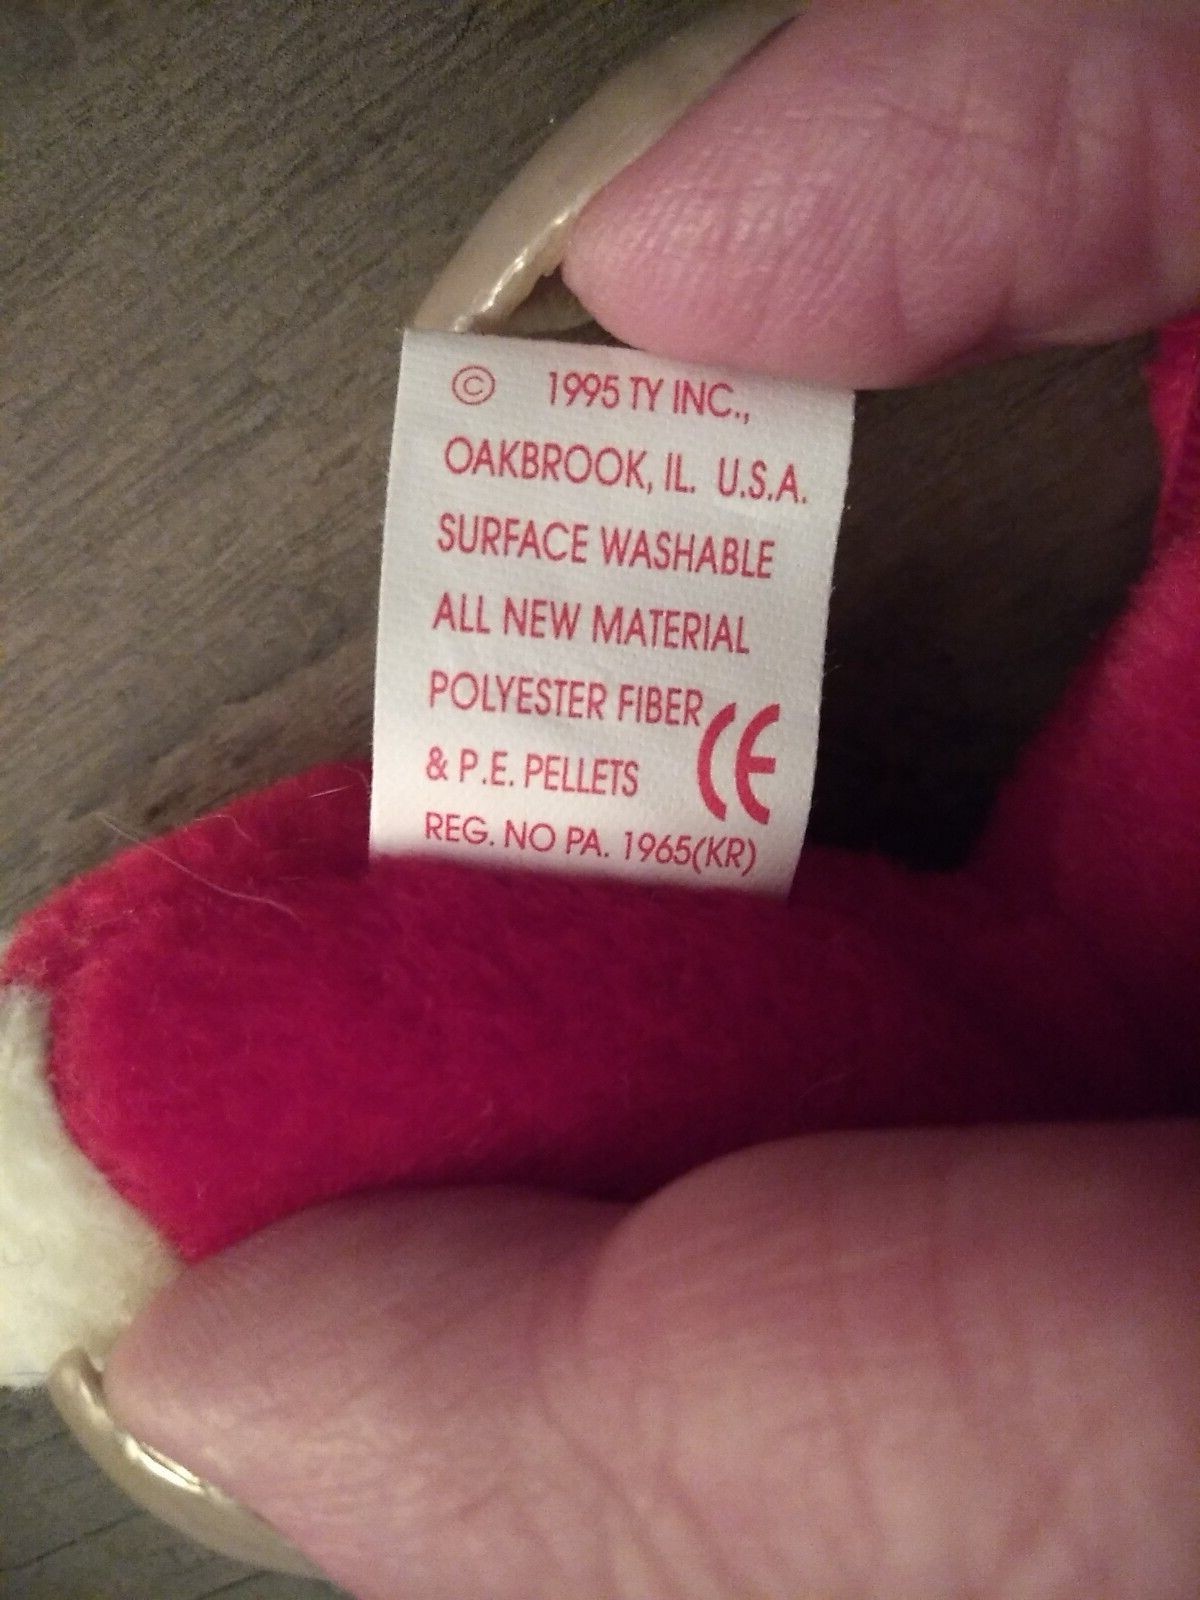 © 1995 TY INC.,
OAKBROOK, IL. U.S.A.
SURFACE WASHABLE
ALL NEW MATERIAL
POLYESTER FIBER
& P.E. PELLETS CE
REG. NO PA. 1965(KR)